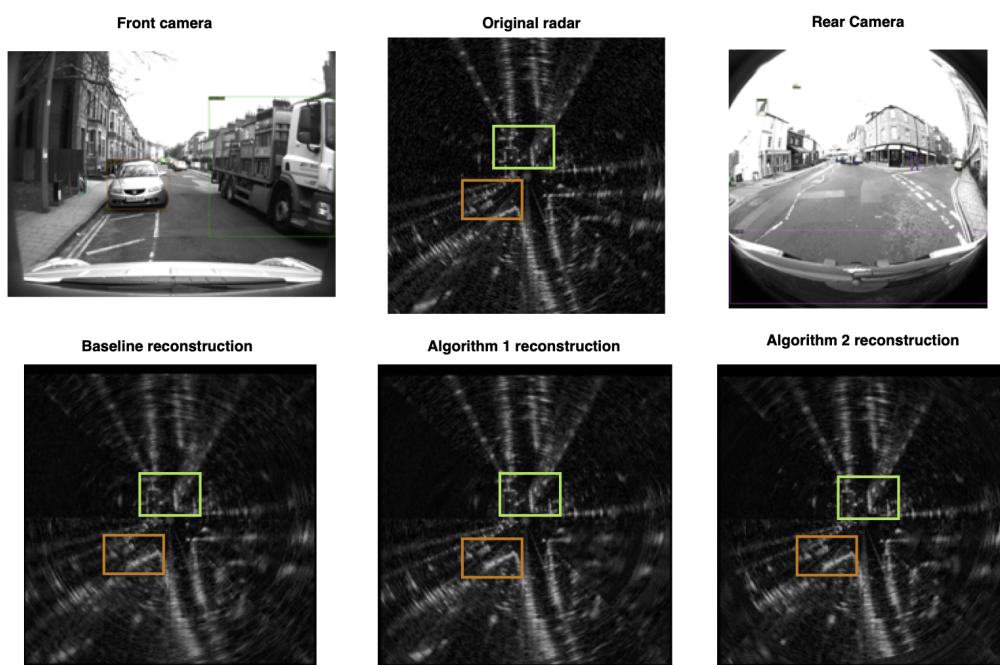 Front camera
Original radar
Rear Camera
Baseline reconstruction
Algorithm 1 reconstruction
Algorithm 2 reconstruction